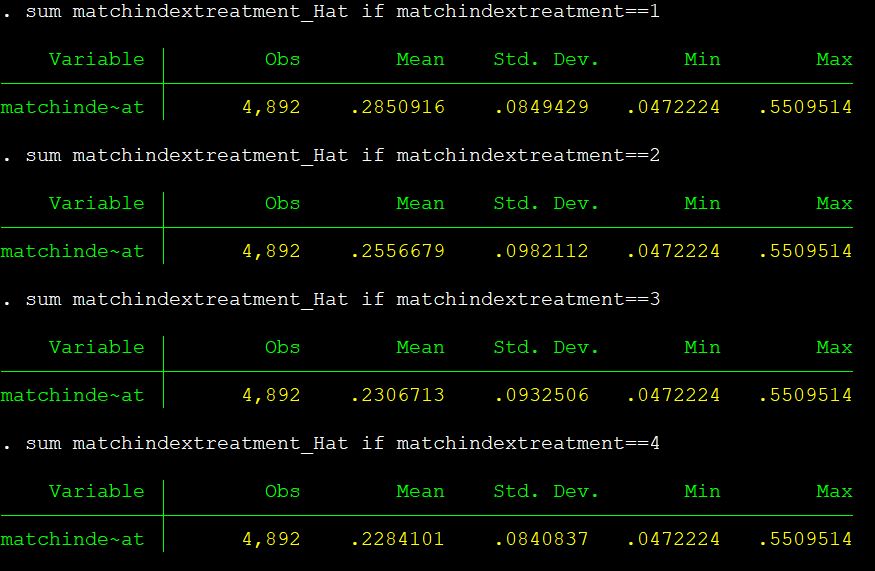 . sum matchindextreatment_Hat if matchindextreatment==1
Variable | Obs Mean Std. Dev. Min Max
matchinde~at | 4,892 .2850916 .0849429 .0472224 .5509514
. sum matchindextreatment_Hat if matchindextreatment==2
Variable | Obs Mean Std. Dev. Min Max
matchinde~at | 4,892 .2556679 .0982112 .0472224 .5509514
. sum matchindextreatment_Hat if matchindextreatment==3
Variable | Obs Mean Std. Dev. Min Max
matchinde~at | 4,892 .2306713 .0932506 .0472224 .5509514
. sum matchindextreatment_Hat if matchindextreatment==4
Variable | Obs Mean Std. Dev. Min Max
matchinde~at | 4,892 .2284101 .0840837 .0472224 .5509514